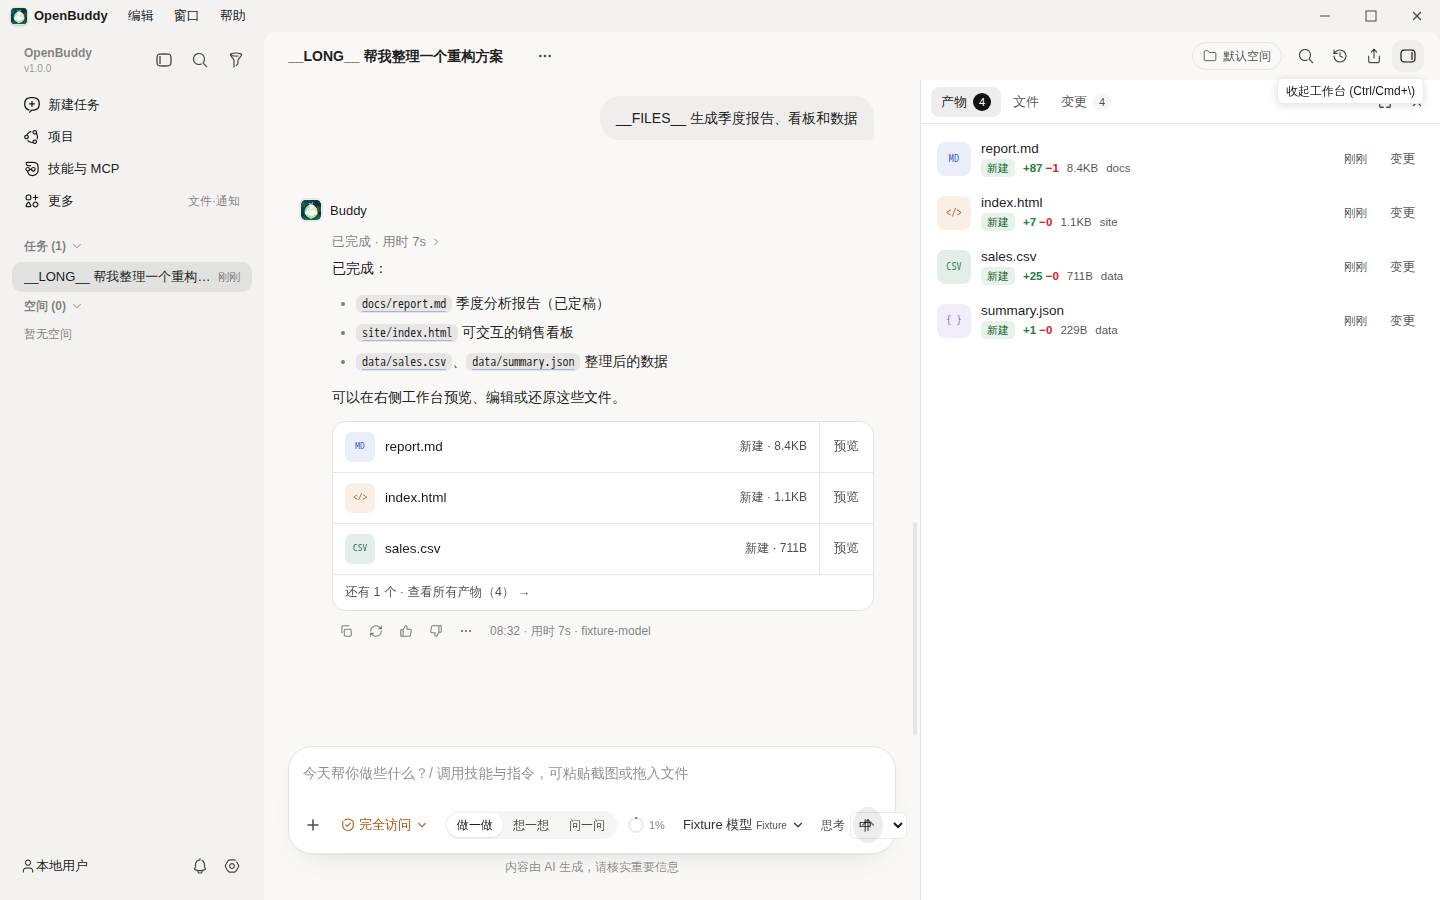 OpenBuddy 编辑 窗口 帮助
OpenBuddy
v1.0.0
新建任务
项目
技能与 MCP
更多 文件·通知
任务 (1)
__LONG__ 帮我整理一个重构… 刚刚
空间 (0)
暂无空间
本地用户
__LONG__ 帮我整理一个重构方案
默认空间
收起工作台 (Ctrl/Cmd+\)
__FILES__ 生成季度报告、看板和数据
Buddy
已完成 · 用时 7s
已完成：
docs/report.md 季度分析报告（已定稿）
site/index.html 可交互的销售看板
data/sales.csv、data/summary.json 整理后的数据
可以在右侧工作台预览、编辑或还原这些文件。
MD report.md 新建 · 8.4KB 预览
</> index.html 新建 · 1.1KB 预览
CSV sales.csv 新建 · 711B 预览
还有 1 个 · 查看所有产物（4） →
08:32 · 用时 7s · fixture-model
今天帮你做些什么？/ 调用技能与指令，可粘贴截图或拖入文件
完全访问 做一做 想一想 问一问 1% Fixture 模型 Fixture 思考 中
内容由 AI 生成，请核实重要信息
产物 4 文件 变更 4
MD report.md
新建 +87 −1 8.4KB docs 刚刚 变更
</> index.html
新建 +7 −0 1.1KB site 刚刚 变更
CSV sales.csv
新建 +25 −0 711B data 刚刚 变更
{ } summary.json
新建 +1 −0 229B data 刚刚 变更